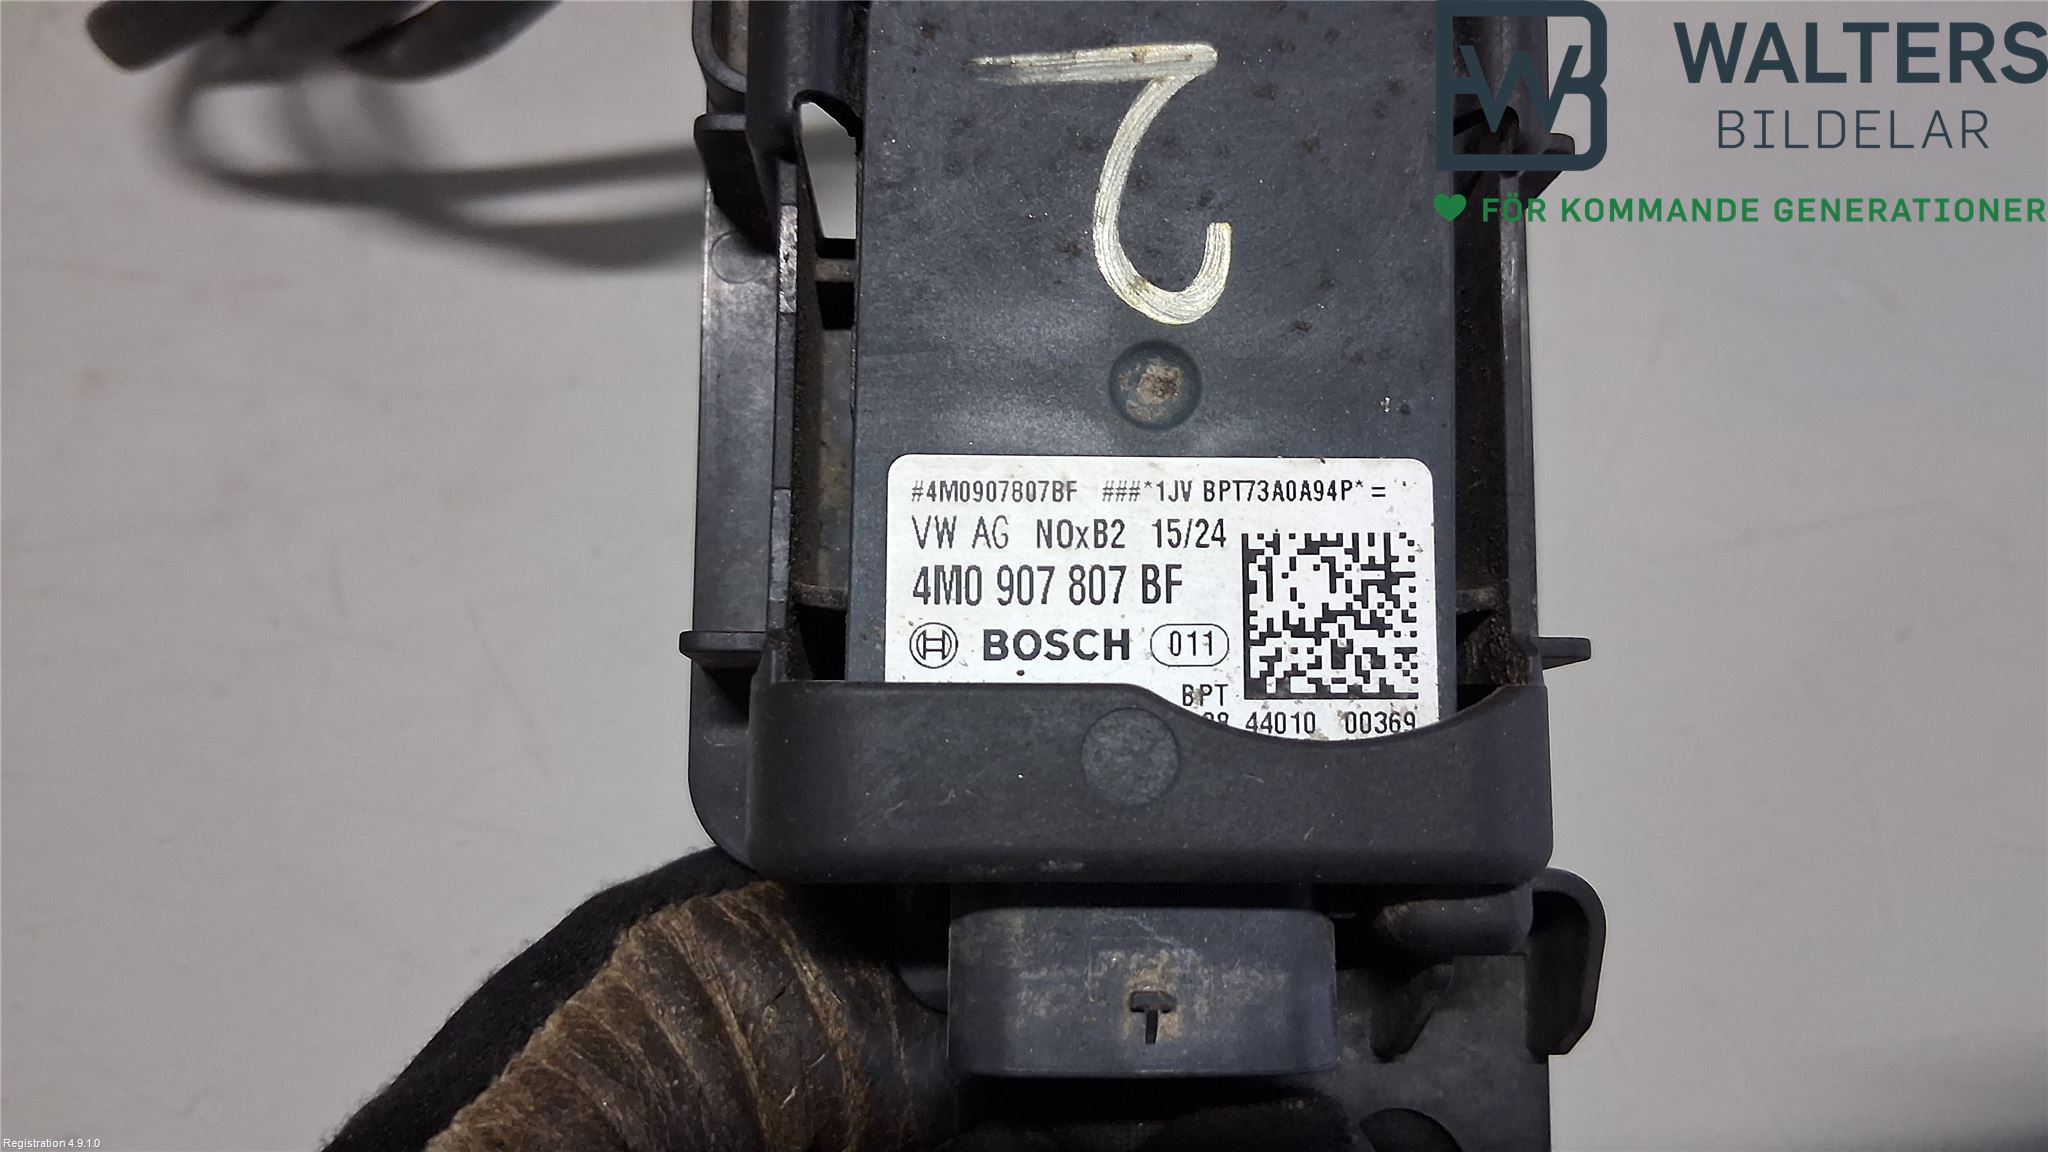 2
WALTERS
BILDELAR
FÖR KOMMANDE GENERATIONER
#4M0907807BF ###*1JV BPT73A0A94P*=
VW AG NOxB2 15/24
4M0 907 807 BF
BOSCH 011
BPT
44010 00369
Registration 4.9.1.0